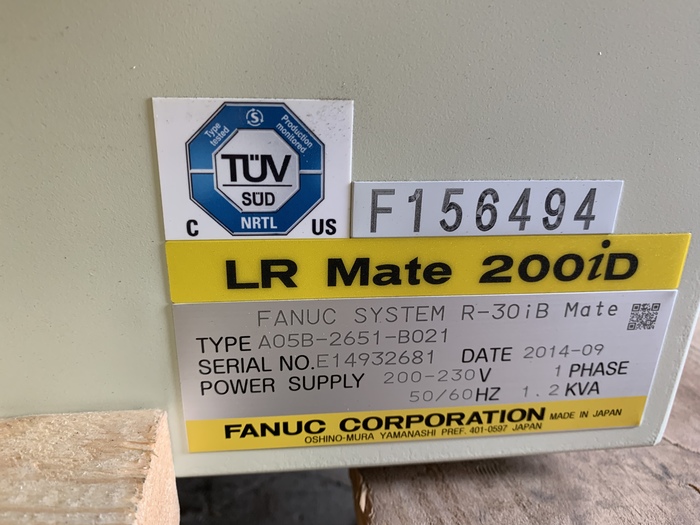 Type tested
Production monitored
TÜV
SÜD
NRTL
C US
F156494
LR Mate 200iD
FANUC SYSTEM R-30iB Mate
TYPE A05B-2651-B021
SERIAL NO. E14932681 DATE 2014-09
POWER SUPPLY 200-230V 1 PHASE
50/60HZ 1.2 KVA
FANUC CORPORATION MADE IN JAPAN
OSHINO-MURA YAMANASHI PREF. 401-0597 JAPAN